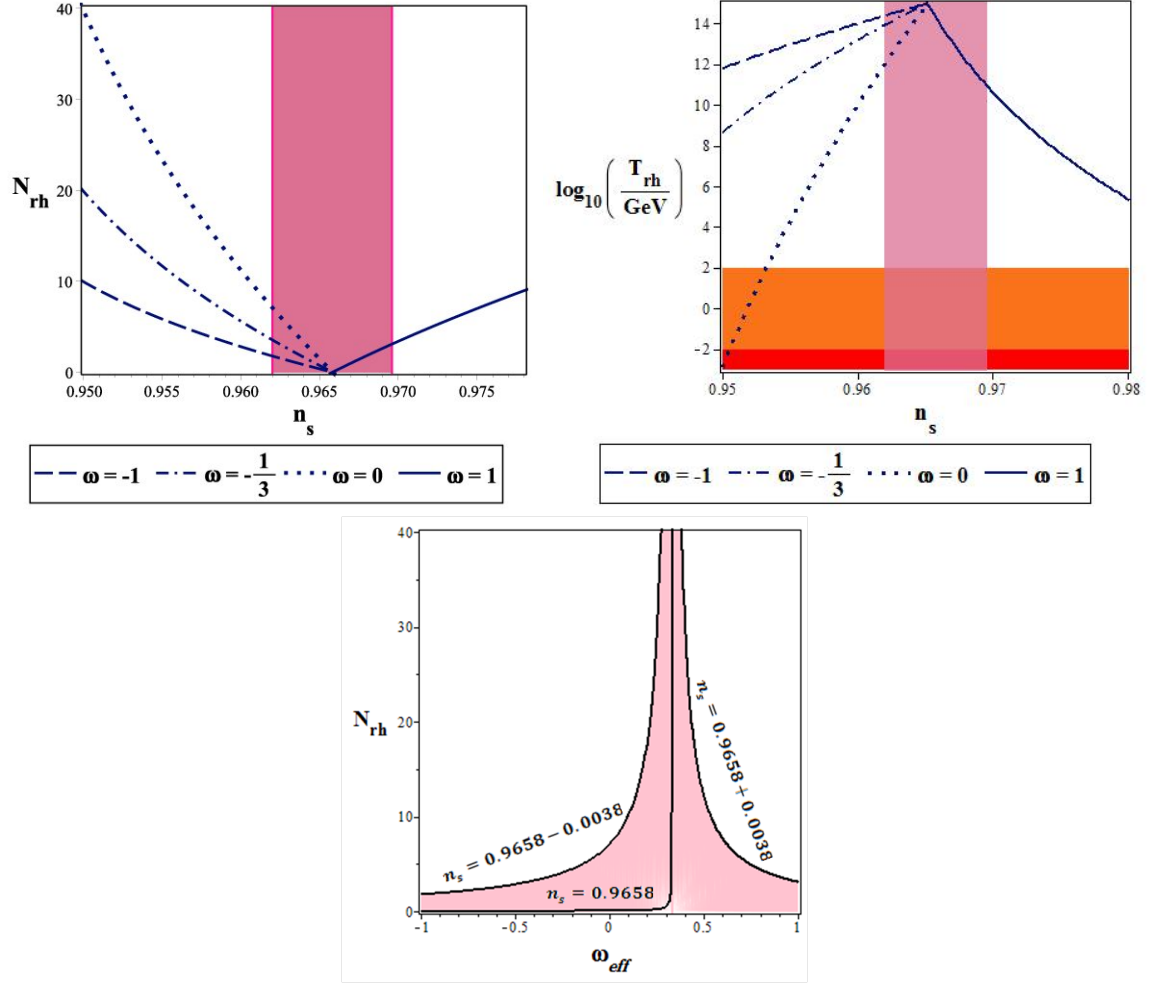 40
30
N_rh
20
10
0
0.950 0.955 0.960 0.965 0.970 0.975
n_s
ω = -1 ω = -1/3 ω = 0 ω = 1
14
12
10
8
log_10(T_rh/GeV)
6
4
2
0
-2
0.95 0.96 0.97 0.98
n_s
ω = -1 ω = -1/3 ω = 0 ω = 1
40
30
N_rh
20
10
0
n_s = 0.9658 − 0.0038
n_s = 0.9658
n_s = 0.9658 + 0.0038
-1 -0.5 0 0.5 1
ω_eff